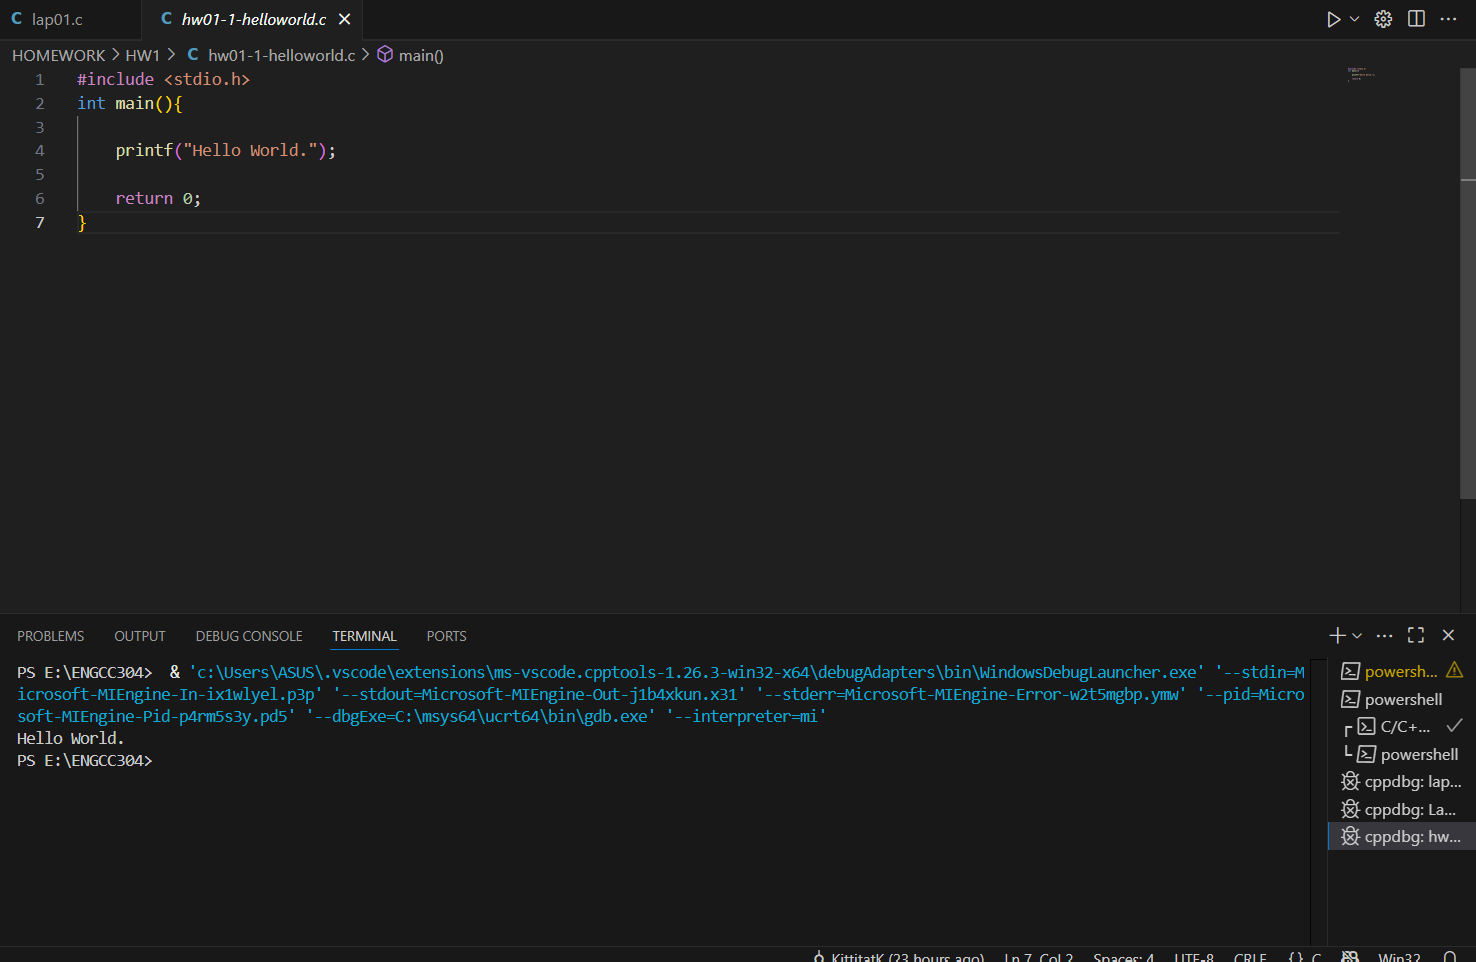 lap01.c
hw01-1-helloworld.c
HOMEWORK > HW1 > C hw01-1-helloworld.c > main()
1 #include <stdio.h>
2 int main(){
3
4 printf("Hello World.");
5
6 return 0;
7 }
PROBLEMS OUTPUT DEBUG CONSOLE TERMINAL PORTS
PS E:\ENGCC304> & 'c:\Users\ASUS\.vscode\extensions\ms-vscode.cpptools-1.26.3-win32-x64\debugAdapters\bin\WindowsDebugLauncher.exe' '--stdin=M
icrosoft-MIEngine-In-ix1wlyel.p3p' '--stdout=Microsoft-MIEngine-Out-j1b4xkun.x31' '--stderr=Microsoft-MIEngine-Error-w2t5mgbp.ymw' '--pid=Micro
soft-MIEngine-Pid-p4rm5s3y.pd5' '--dbgExe=C:\msys64\ucrt64\bin\gdb.exe' '--interpreter=mi'
Hello World.
PS E:\ENGCC304>
powersh...
powershell
C/C+...
powershell
cppdbg: lap...
cppdbg: La...
cppdbg: hw...
KittitatK (23 hours ago) Ln 7, Col 2 Spaces: 4 UTF-8 CRLF {} C Win32